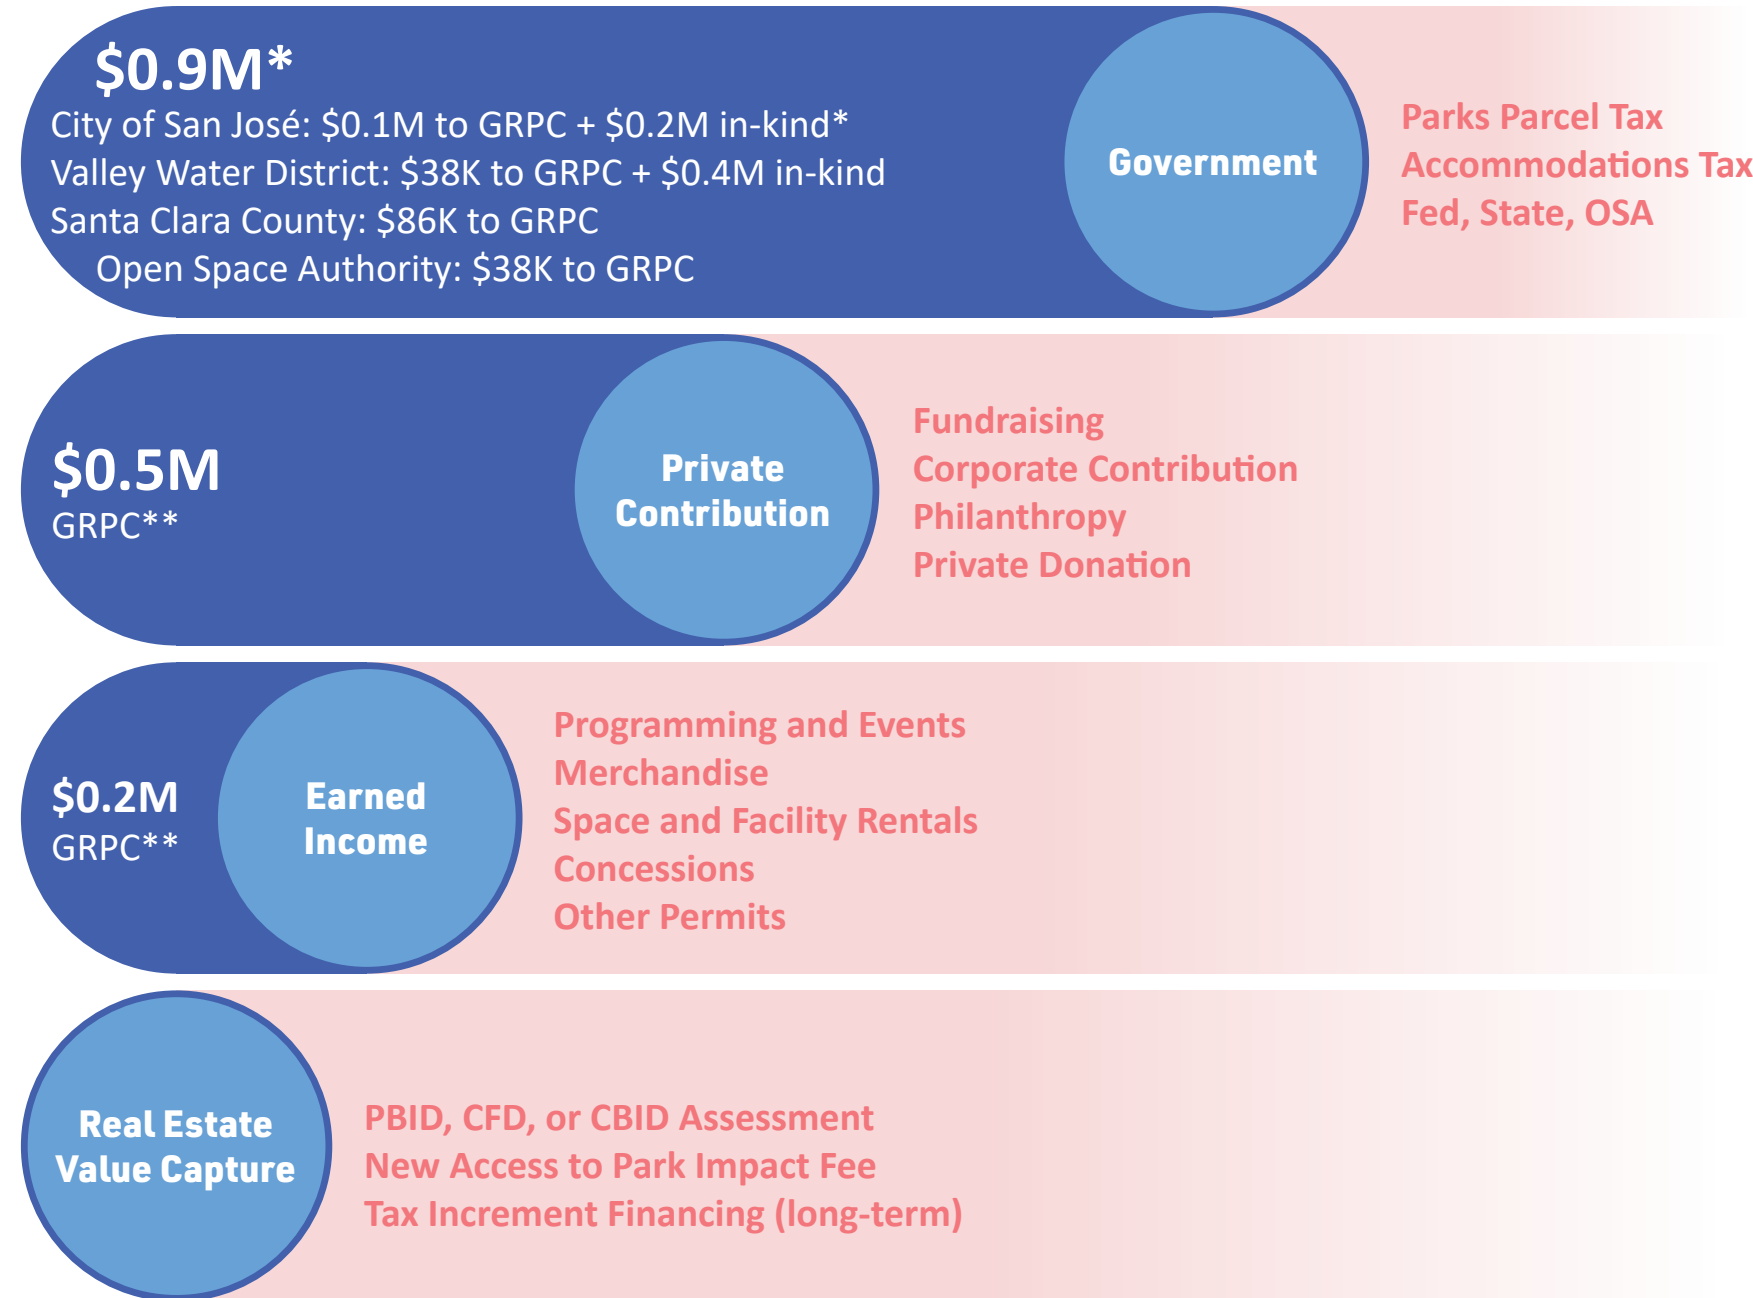 $0.9M*
City of San José: $0.1M to GRPC + $0.2M in-kind*
Valley Water District: $38K to GRPC + $0.4M in-kind
Santa Clara County: $86K to GRPC
Open Space Authority: $38K to GRPC
Government
Parks Parcel Tax
Accommodations Tax
Fed, State, OSA
$0.5M
GRPC**
Private
Contribution
Fundraising
Corporate Contribution
Philanthropy
Private Donation
$0.2M
GRPC**
Earned
Income
Programming and Events
Merchandise
Space and Facility Rentals
Concessions
Other Permits
Real Estate
Value Capture
PBID, CFD, or CBID Assessment
New Access to Park Impact Fee
Tax Increment Financing (long-term)